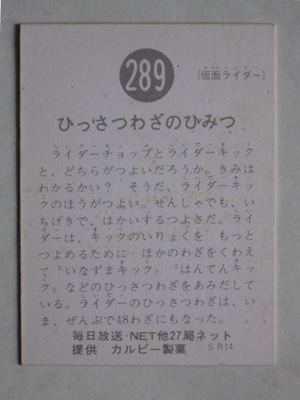 289
(仮面ライダー)
ひっさつわざのひみつ
ライダーチョップとライダーキック
と、どちらがつよいだろうか。きみは
わかるかい? そうだ、ライダーキッ
クのほうがつよい。ぜんしゃでも、い
ちげきで、はかいするつよさだ。ライ
ダーは、キックのいりょくを もっと
つよめるために ほかのわざをくわえ
て〝いなずまキック〟〝はんてんキッ
ク〟などのひっさつわざをあみだして
いる。ライダーのひっさつわざは、い
ま、ぜんぶで48わざにもなった。
毎日放送・NET他27局ネット
提供 カルビー製菓 S R14